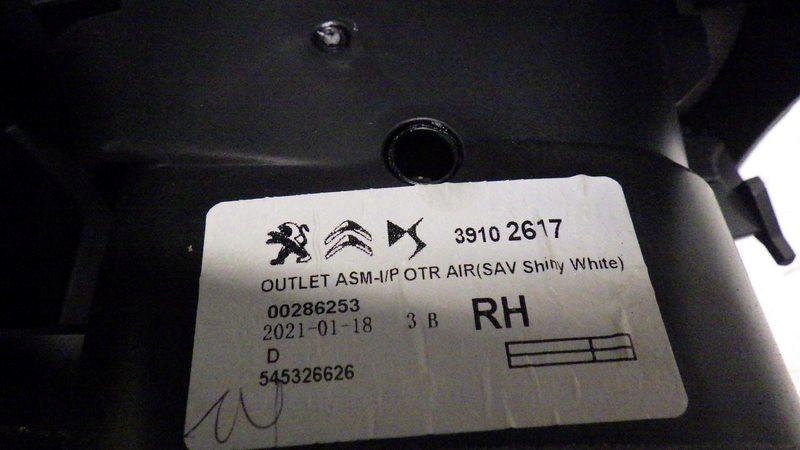 3910 2617
OUTLET ASM-I/P OTR AIR(SAV Shiny White)
00286253
2021-01-18 3 B RH
D
545326626